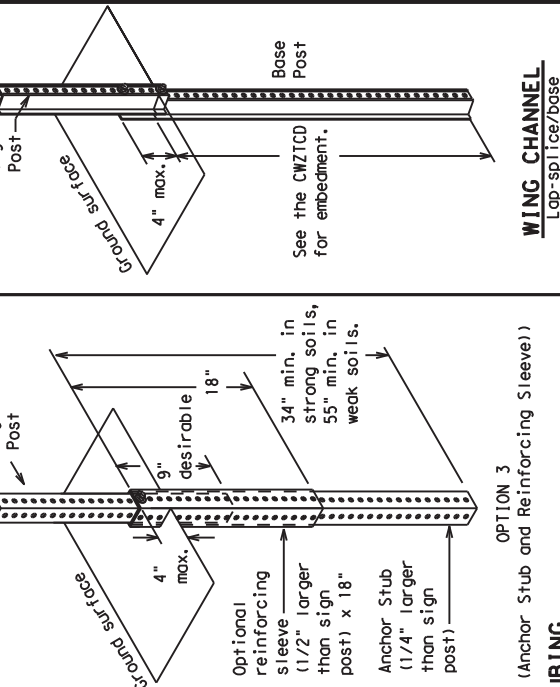 Post
Ground surface
4" max.
Base
Post
See the CWZTCD
for embedment.
WING CHANNEL
Lap-splice/base
Post
Ground surface
4"
max.
9"
desirable
18"
34" min. in
strong soils,
55" min. in
weak soils.
Optional
reinforcing
sleeve
(1/2" larger
than sign
post) x 18"
Anchor Stub
(1/4" larger
than sign
post)
OPTION 3
(Anchor Stub and Reinforcing Sleeve))